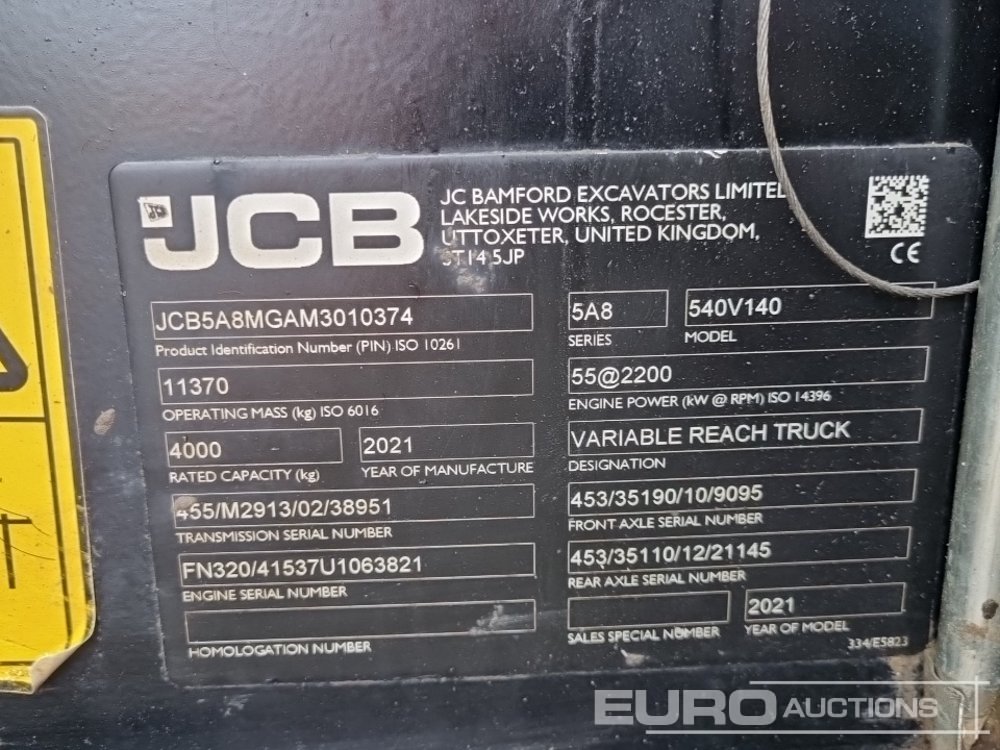 JCB
JC BAMFORD EXCAVATORS LIMITED
LAKESIDE WORKS, ROCESTER,
UTTOXETER, UNITED KINGDOM,
ST14 5JP
CE
JCB5A8MGAM3010374
Product Identification Number (PIN) ISO 10261
5A8
SERIES
540V140
MODEL
11370
OPERATING MASS (kg) ISO 6016
55@2200
ENGINE POWER (kW @ RPM) ISO 14396
4000
RATED CAPACITY (kg)
2021
YEAR OF MANUFACTURE
VARIABLE REACH TRUCK
DESIGNATION
455/M2913/02/38951
TRANSMISSION SERIAL NUMBER
453/35190/10/9095
FRONT AXLE SERIAL NUMBER
FN320/41537U1063821
ENGINE SERIAL NUMBER
453/35110/12/21145
REAR AXLE SERIAL NUMBER
HOMOLOGATION NUMBER
SALES SPECIAL NUMBER
2021
YEAR OF MODEL
334/E5823
EURO AUCTIONS